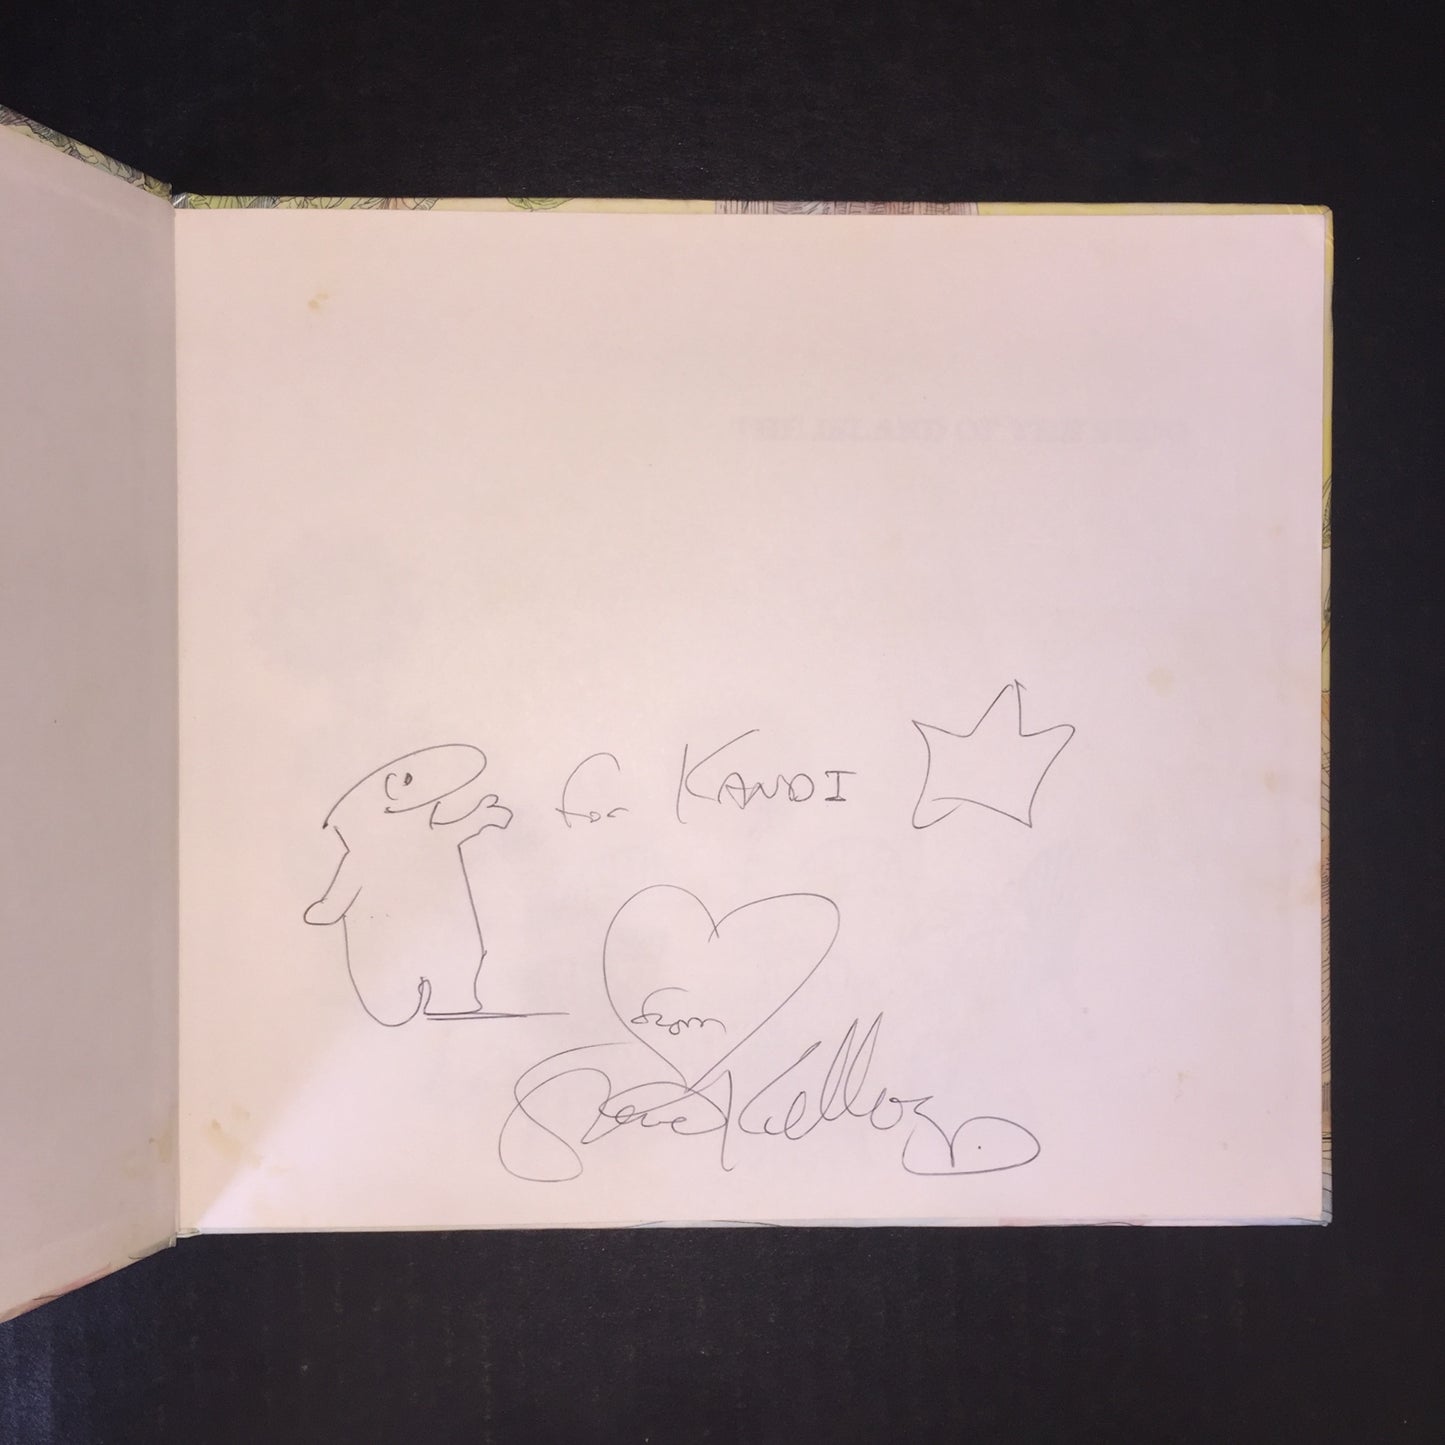 THE ISLAND OF THE SKOG
for KANDI
from
Steve Kellogg